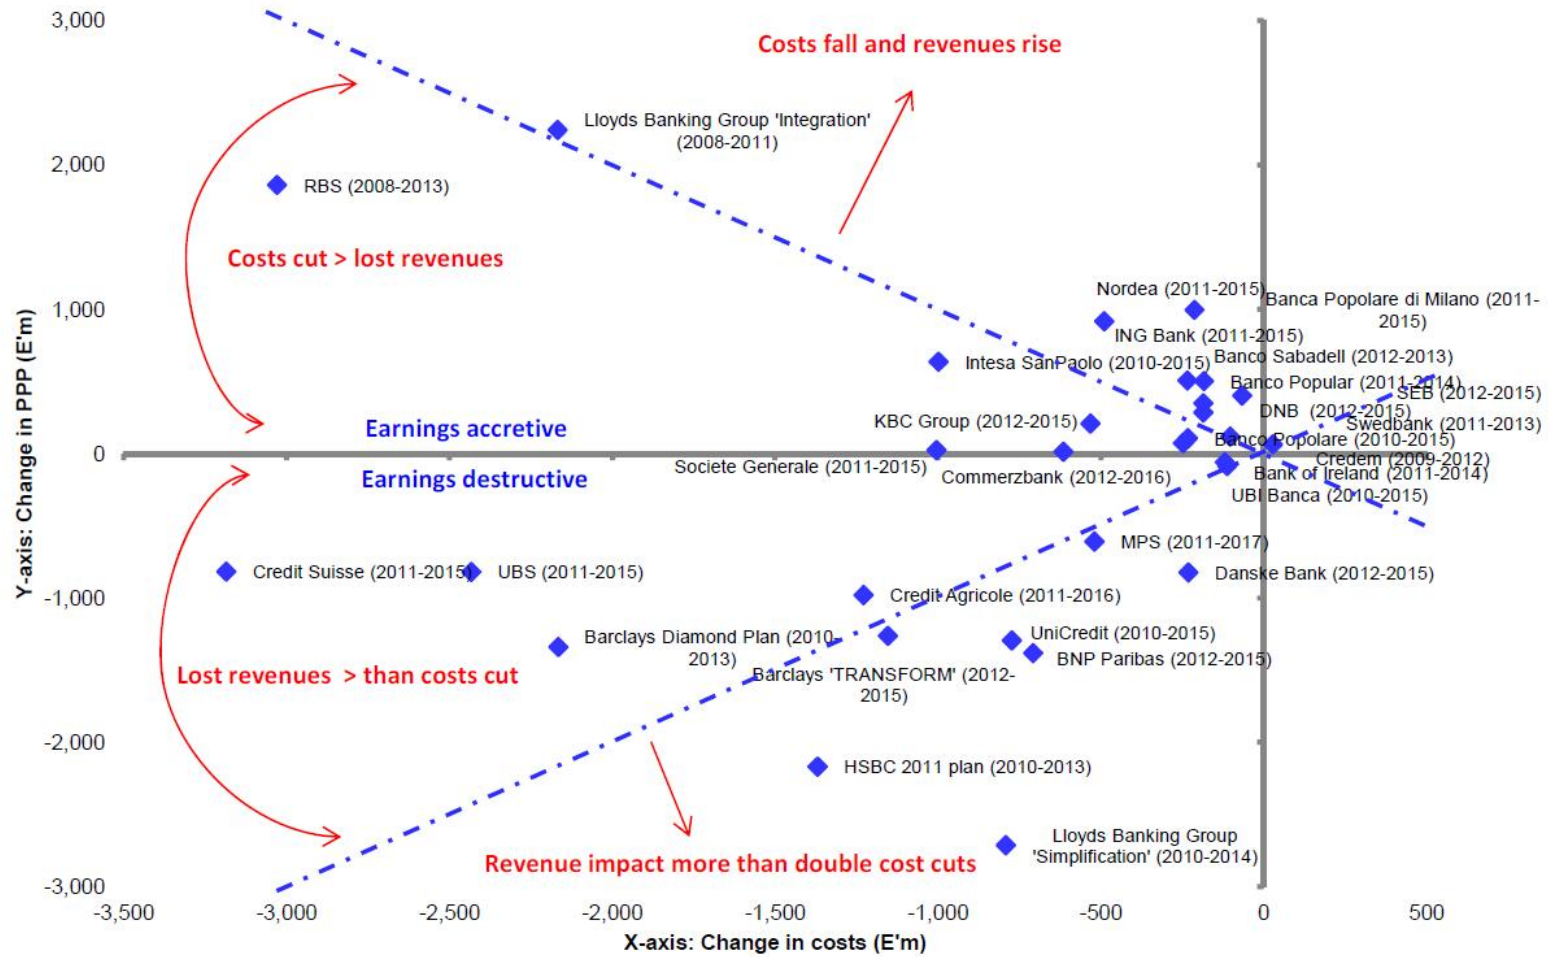 3,000
Costs fall and revenues rise
Lloyds Banking Group 'Integration'
(2008-2011)
2,000
RBS (2008-2013)
Costs cut > lost revenues
Nordea (2011-2015)
Banca Popolare di Milano (2011-
2015)
1,000
ING Bank (2011-2015)
Intesa SanPaolo (2010-2015)
Banco Sabadell (2012-2013)
Banco Popular (2011-2014)
SEB (2012-2015)
DNB (2012-2015)
KBC Group (2012-2015)
Swedbank (2011-2013)
Earnings accretive
Banco Popolare (2010-2015)
0
Societe Generale (2011-2015)
Credem (2009-2012)
Earnings destructive
Commerzbank (2012-2016)
Bank of Ireland (2011-2014)
UBI Banca (2010-2015)
MPS (2011-2017)
Credit Suisse (2011-2015)
UBS (2011-2015)
Danske Bank (2012-2015)
-1,000
Credit Agricole (2011-2016)
Barclays Diamond Plan (2010-
2013)
UniCredit (2010-2015)
BNP Paribas (2012-2015)
Lost revenues > than costs cut
Barclays 'TRANSFORM' (2012-
2015)
-2,000
HSBC 2011 plan (2010-2013)
Lloyds Banking Group
'Simplification' (2010-2014)
Revenue impact more than double cost cuts
-3,000
Y-axis: Change in PPP (E'm)
-3,500 -3,000 -2,500 -2,000 -1,500 -1,000 -500 0 500
X-axis: Change in costs (E'm)